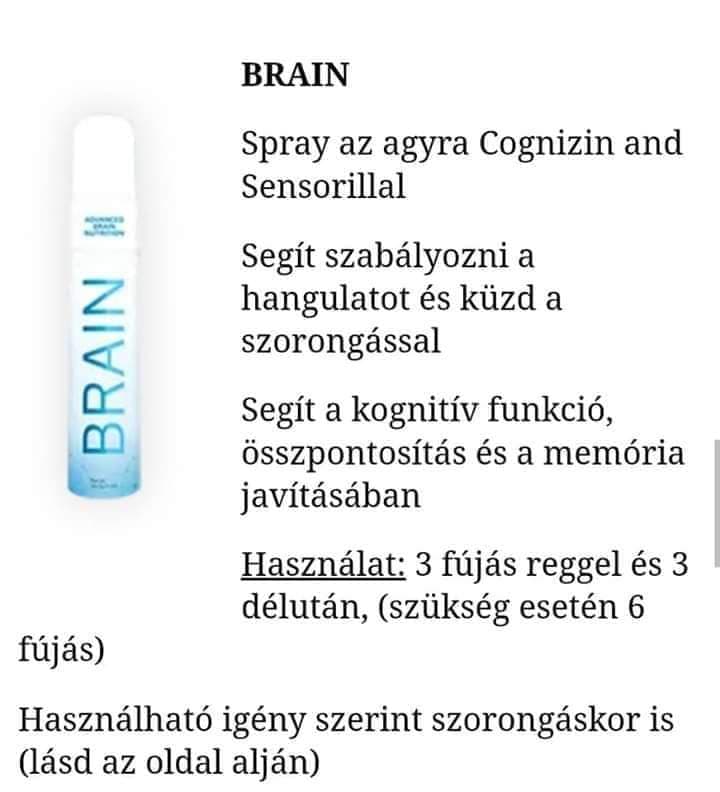 BRAIN
Spray az agyra Cognizin and
Sensorillal
Segít szabályozni a
hangulatot és küzd a
szorongással
Segít a kognitív funkció,
összpontosítás és a memória
javításában
Használat: 3 fújás reggel és 3
délután, (szükség esetén 6
fújás)
Használható igény szerint szorongáskor is
(lásd az oldal alján)
ADVANCED
BRAIN
NUTRITION
BRAIN